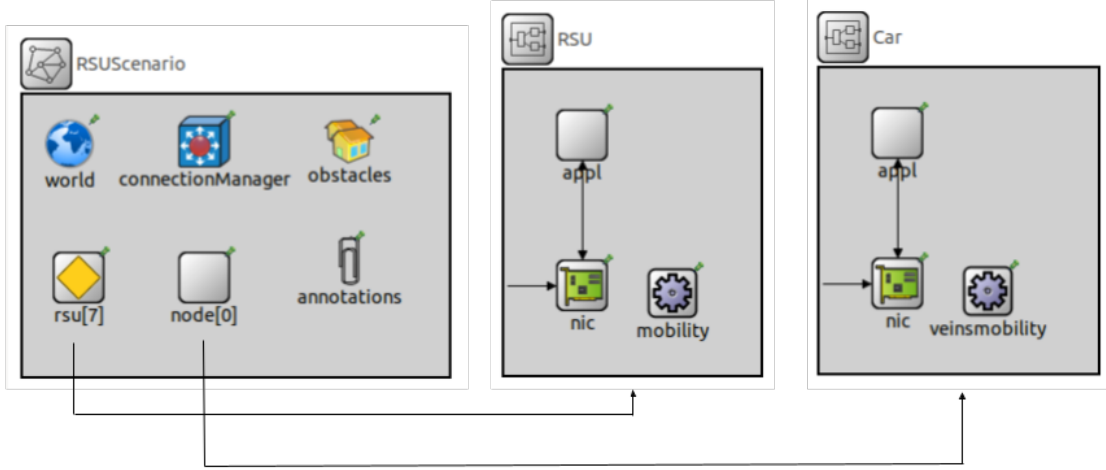 RSUScenario
world
connectionManager
obstacles
rsu[7]
node[0]
annotations
RSU
appl
nic
mobility
Car
appl
nic
veinsmobility